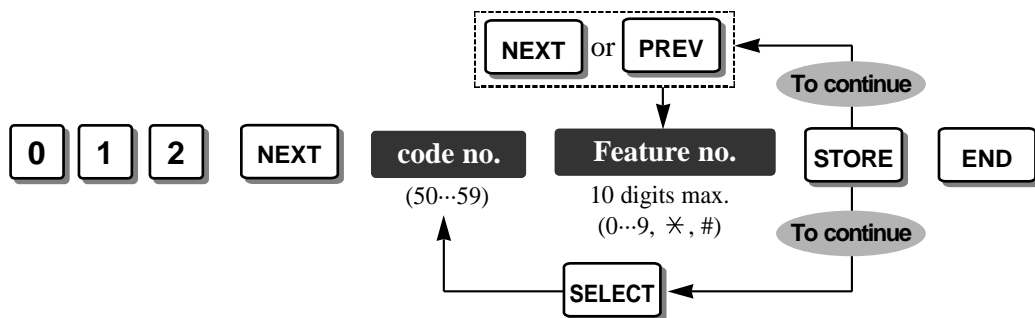 NEXT or PREV
To continue
0 1 2 NEXT code no. Feature no. STORE END
(50···59) 10 digits max.
(0···9, ✳, #)
To continue
SELECT